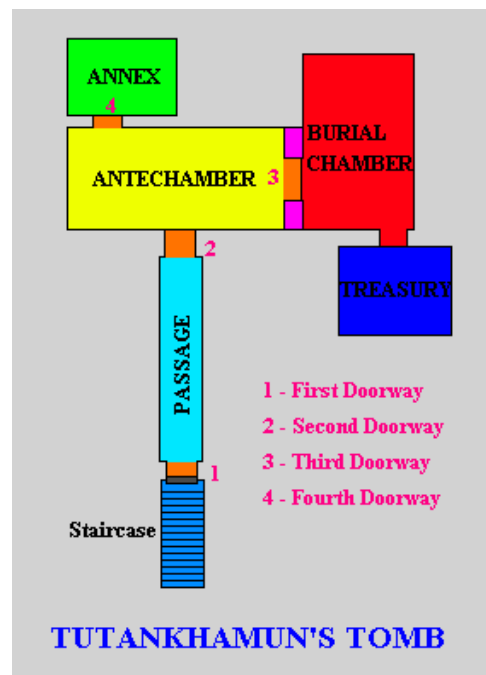 ANNEX
4
BURIAL
CHAMBER
ANTECHAMBER
3
2
TREASURY
PASSAGE
1 - First Doorway
2 - Second Doorway
3 - Third Doorway
4 - Fourth Doorway
1
Staircase
TUTANKHAMUN'S TOMB